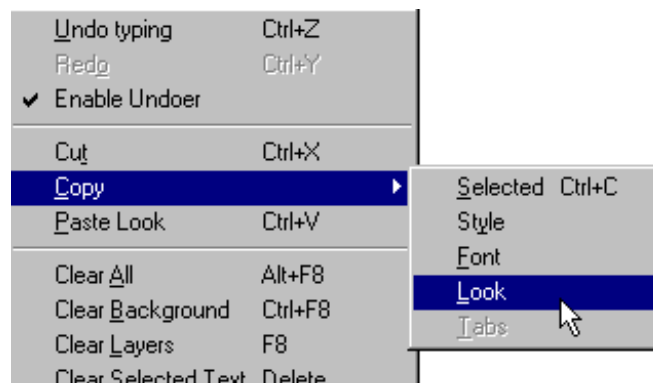 Undo typing Ctrl+Z
Redo Ctrl+Y
Enable Undoer
Cut Ctrl+X
Copy
Paste Look Ctrl+V
Clear All Alt+F8
Clear Background Ctrl+F8
Clear Layers F8
Clear Selected Text Delete
Selected Ctrl+C
Style
Font
Look
Tabs